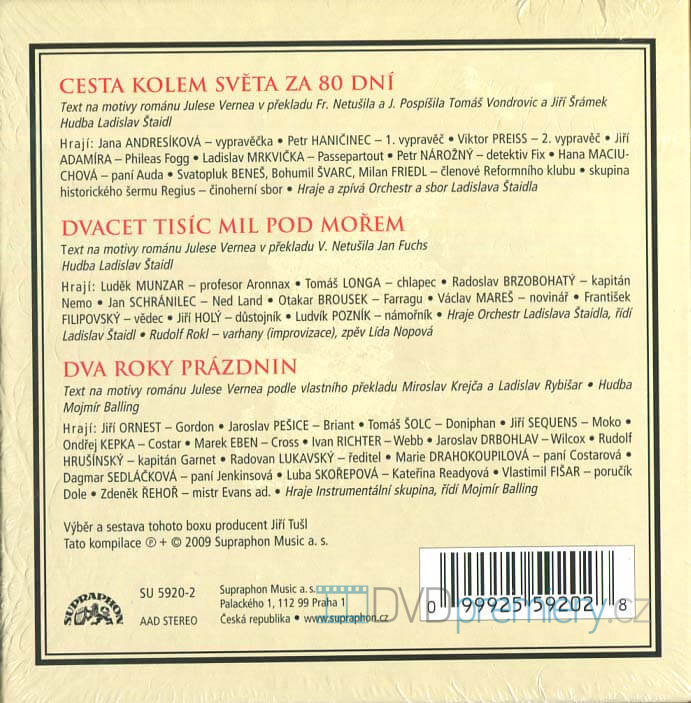 CESTA KOLEM SVĚTA ZA 80 DNÍ
Text na motivy románu Julese Vernea v překladu Fr. Netušila a J. Pospíšila Tomáš Vondrovic a Jiří Šrámek
Hudba Ladislav Štaidl
Hrají: Jana ANDRESÍKOVÁ – vypravěčka • Petr HANIČINEC – 1. vypravěč • Viktor PREISS – 2. vypravěč • Jiří
ADAMÍRA – Phileas Fogg • Ladislav MRKVIČKA – Passepartout • Petr NÁROŽNÝ – detektiv Fix • Hana MACIU-
CHOVÁ – paní Auda • Svatopluk BENEŠ, Bohumil ŠVARC, Milan FRIEDL – členové Reformního klubu • skupina
historického šermu Regius – činoherní sbor • Hraje a zpívá Orchestr a sbor Ladislava Štaidla
DVACET TISÍC MIL POD MOŘEM
Text na motivy románu Julese Vernea v překladu V. Netušila Jan Fuchs
Hudba Ladislav Štaidl
Hrají: Luděk MUNZAR – profesor Aronnax • Tomáš LONGA – chlapec • Radoslav BRZOBOHATÝ – kapitán
Nemo • Jan SCHRÁNILEC – Ned Land • Otakar BROUSEK – Farragu • Václav MAREŠ – novinář • František
FILIPOVSKÝ – vědec • Jiří HOLÝ – důstojník • Ludvík POZNÍK – námořník • Hraje Orchestr Ladislava Štaidla, řídí
Ladislav Štaidl • Rudolf Rokl – varhany (improvizace), zpěv Lída Nopová
DVA ROKY PRÁZDNIN
Text na motivy románu Julese Vernea podle vlastního překladu Miroslav Krejča a Ladislav Rybišar • Hudba
Mojmír Balling
Hrají: Jiří ORNEST – Gordon • Jaroslav PEŠICE – Briant • Tomáš ŠOLC – Doniphan • Jiří SEQUENS – Moko •
Ondřej KEPKA – Costar • Marek EBEN – Cross • Ivan RICHTER – Webb • Jaroslav DRBOHLAV – Wilcox • Rudolf
HRUŠÍNSKÝ – kapitán Garnet • Radovan LUKAVSKÝ – ředitel • Marie DRAHOKOUPILOVÁ – paní Costarová •
Dagmar SEDLÁČKOVÁ – paní Jenkinsová • Luba SKOŘEPOVÁ – Kateřina Readyová • Vlastimil FIŠAR – poručík
Dole • Zdeněk ŘEHOŘ – mistr Evans ad. • Hraje Instrumentální skupina, řídí Mojmír Balling
Výběr a sestava tohoto boxu producent Jiří Tušl
Tato kompilace ℗ + © 2009 Supraphon Music a. s.
SUPRAPHON
SU 5920-2
AAD STEREO
Supraphon Music a. s.
Palackého 1, 112 99 Praha 1
Česká republika • www.supraphon.cz
0 99925 59202 8
DVDpremiery.cz